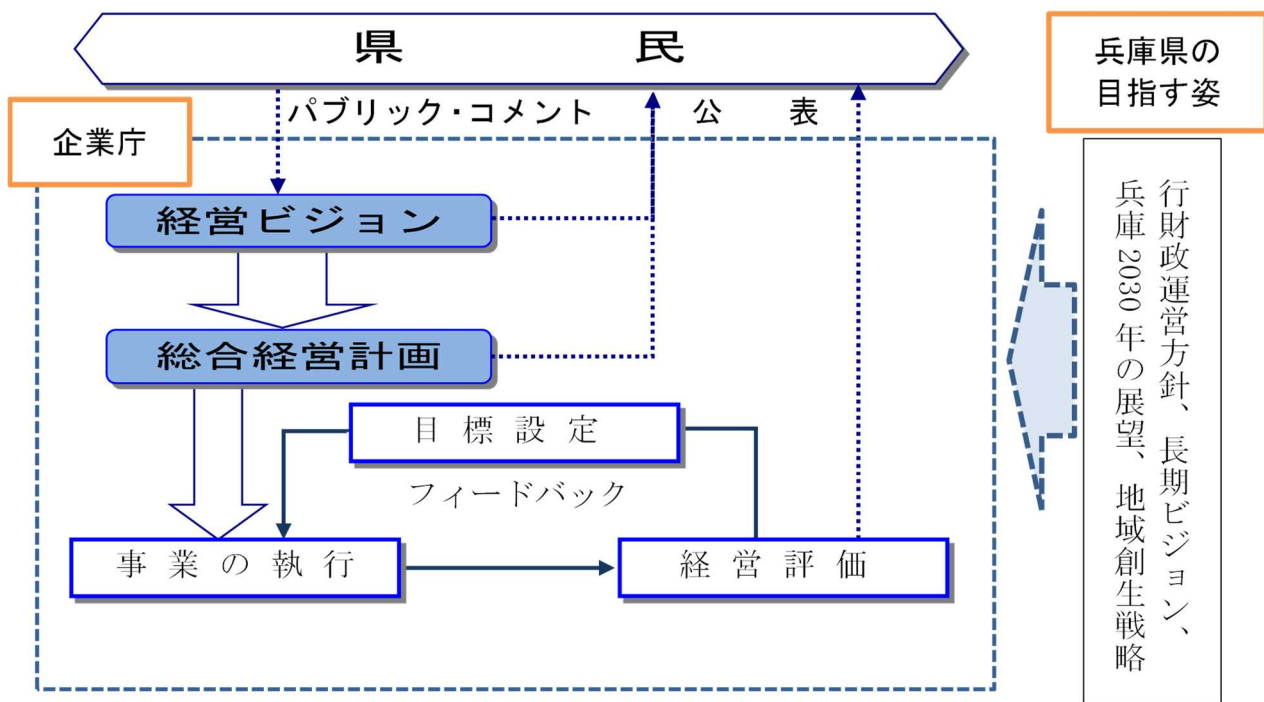 県民
パブリック・コメント
公表
企業庁
経営ビジョン
総合経営計画
目標設定
フィードバック
事業の執行
経営評価
兵庫県の
目指す姿
行財政運営方針、長期ビジョン、
兵庫2030年の展望、地域創生戦略